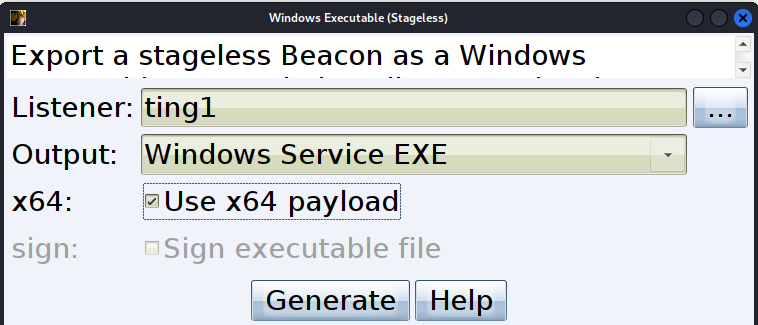 Windows Executable (Stageless)
Export a stageless Beacon as a Windows
Listener: ting1 ...
Output: Windows Service EXE
x64: Use x64 payload
sign: Sign executable file
Generate Help